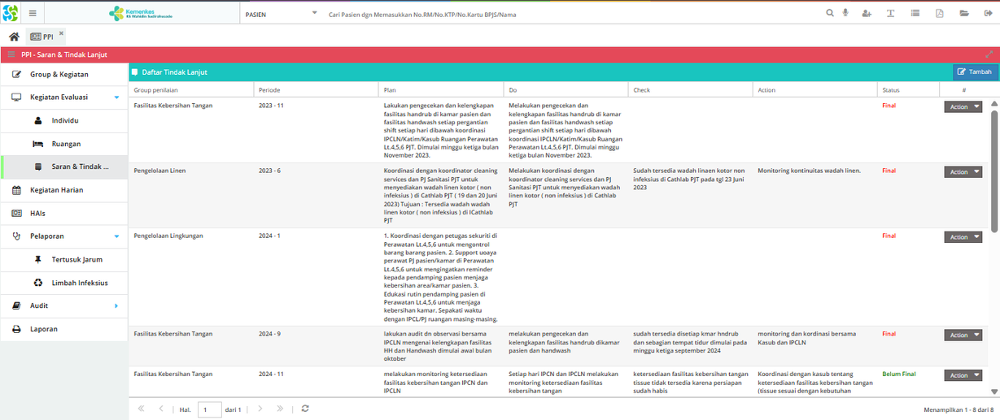 Kemenkes
RS Wahidin Sudirohusodo
PASIEN
Cari Pasien dgn Memasukkan No.RM/No.KTP/No.Kartu BPJS/Nama
PPI
PPI - Saran & Tindak Lanjut
Group & Kegiatan
Kegiatan Evaluasi
Individu
Ruangan
Saran & Tindak ...
Kegiatan Harian
HAIs
Pelaporan
Tertusuk Jarum
Limbah Infeksius
Audit
Laporan
Daftar Tindak Lanjut
Tambah
Group penilaian Periode Plan Do Check Action Status #
Fasilitas Kebersihan Tangan
2023 - 11
Lakukan pengecekan dan kelengkapan
fasilitas handrub di kamar pasien dan
fasilitas handwash setiap pergantian
shift setiap hari dibawah koordinasi
IPCLN/Katim/Kasub Ruangan Perawatan
Lt.4,5,6 PJT. Dimulai minggu ketiga bulan
November 2023.
Melakukan pengecekan dan
kelengkapan fasilitas handrub di kamar
pasien dan fasilitas handwash setiap
pergantian shift setiap hari dibawah
koordinasi IPCLN/Katim/Kasub Ruangan
Perawatan Lt.4,5,6 PJT. Dimulai minggu
ketiga bulan November 2023.
Final
Action
Pengelolaan Linen
2023 - 6
Koordinasi dengan koordinator cleaning
services dan PJ Sanitasi PJT untuk
menyediakan wadah linen kotor ( non
infeksius ) di Cathlab PJT ( 19 dan 20 Juni
2023) Tujuan : Tersedia wadah wadah
linen kotor ( non infeksius ) di lCathlab
PJT
Melakukan koordinasi dengan
koordinator cleaning services dan PJ
Sanitasi PJT untuk menyediakan wadah
linen kotor ( non infeksius ) di Cathlab
PJT
Sudah tersedia wadah linaen kotor non
infeksius di Cathlab PJT pada tgl 23 Juni
2023
Monitoring kontinuitas wadah linen.
Final
Action
Pengelolaan Lingkungan
2024 - 1
1. Koordinasi dengan petugas sekuriti di
Perawatan Lt.4,5,6 untuk mengontrol
barang barang pasien. 2. Support uoaya
perawat PJ pasien/kamar di Perawatan
Lt.4,5,6 untuk mengingatkan reminder
kepada pendamping pasien menjaga
kebersihan area/kamar pasien. 3.
Edukasi rutin pendamping pasien di
Perawatan Lt.4,5,6 untuk menjaga
kebersihan kamar. Sepakati waktu
dengan IPCL/PJ ruangan masing-masing.
Final
Action
Fasilitas Kebersihan Tangan
2024 - 9
lakukan audit dn observasi bersama
IPCLN mengenai kelengkapan fasilitas
HH dan Handwash dimulai awal bulan
oktober
melakukan pengecekan dan
kelengkapan fasilitas handrub dikamar
pasien dan handwash
sudah tersedia disetiap kmar hndrub
dan sebagian tempat tidur dimulai pada
minggu ketiga september 2024
monitoring dan kordinasi bersama
Kasub dan IPCLN
Final
Action
Fasilitas Kebersihan Tangan
2024 - 11
melakukan monitoring ketersediaan
fasilitas kebersihan tangan IPCN dan
IPCLN
Setiap hari IPCN dan IPCLN melakukan
monitoring ketersediaan fasilitas
kebersihan tangan
ketersediaan fasilitas kebersihan tangan
tissue tidak tersedia karena persiapan
sudah habis
Koordinasi dengan kasub tentang
ketersediaan fasilitas kebersihan tangan
(tissue sesuai dengan kebutuhan
Belum Final
Action
Hal. 1 dari 1
Menampilkan 1 - 8 dari 8